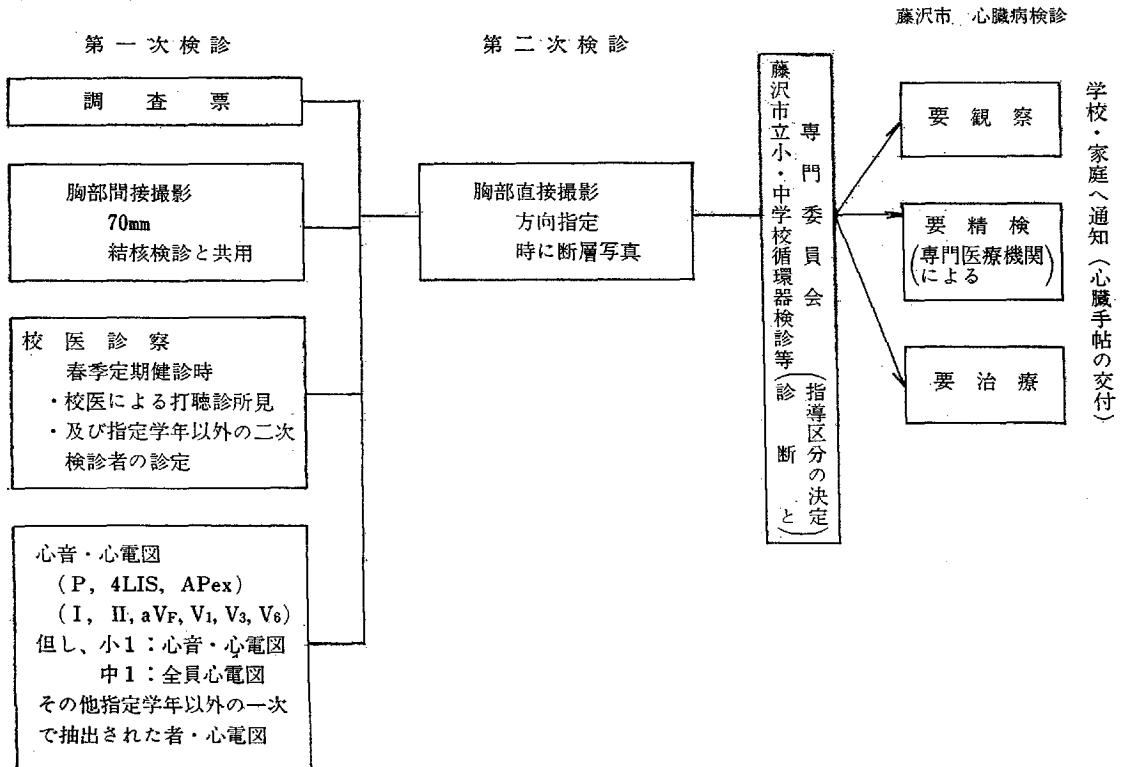 藤沢市 心臓病検診
第一次検診
第二次検診
調査票
胸部間接撮影
70mm
結核検診と共用
校医診察
春季定期健診時
・校医による打聴診所見
・及び指定学年以外の二次
検診者の診定
心音・心電図
(P, 4LIS, APex)
(I, II, aVF, V1, V3, V6)
但し、小1：心音・心電図
中1：全員心電図
その他指定学年以外の一次
で抽出された者・心電図
胸部直接撮影
方向指定
時に断層写真
藤沢市立小・中学校循環器検診等
専門委員会
(診断と
指導区分の決定)
要観察
要精検
(専門医療機関
による)
要治療
学校・家庭へ通知(心臓手帖の交付)